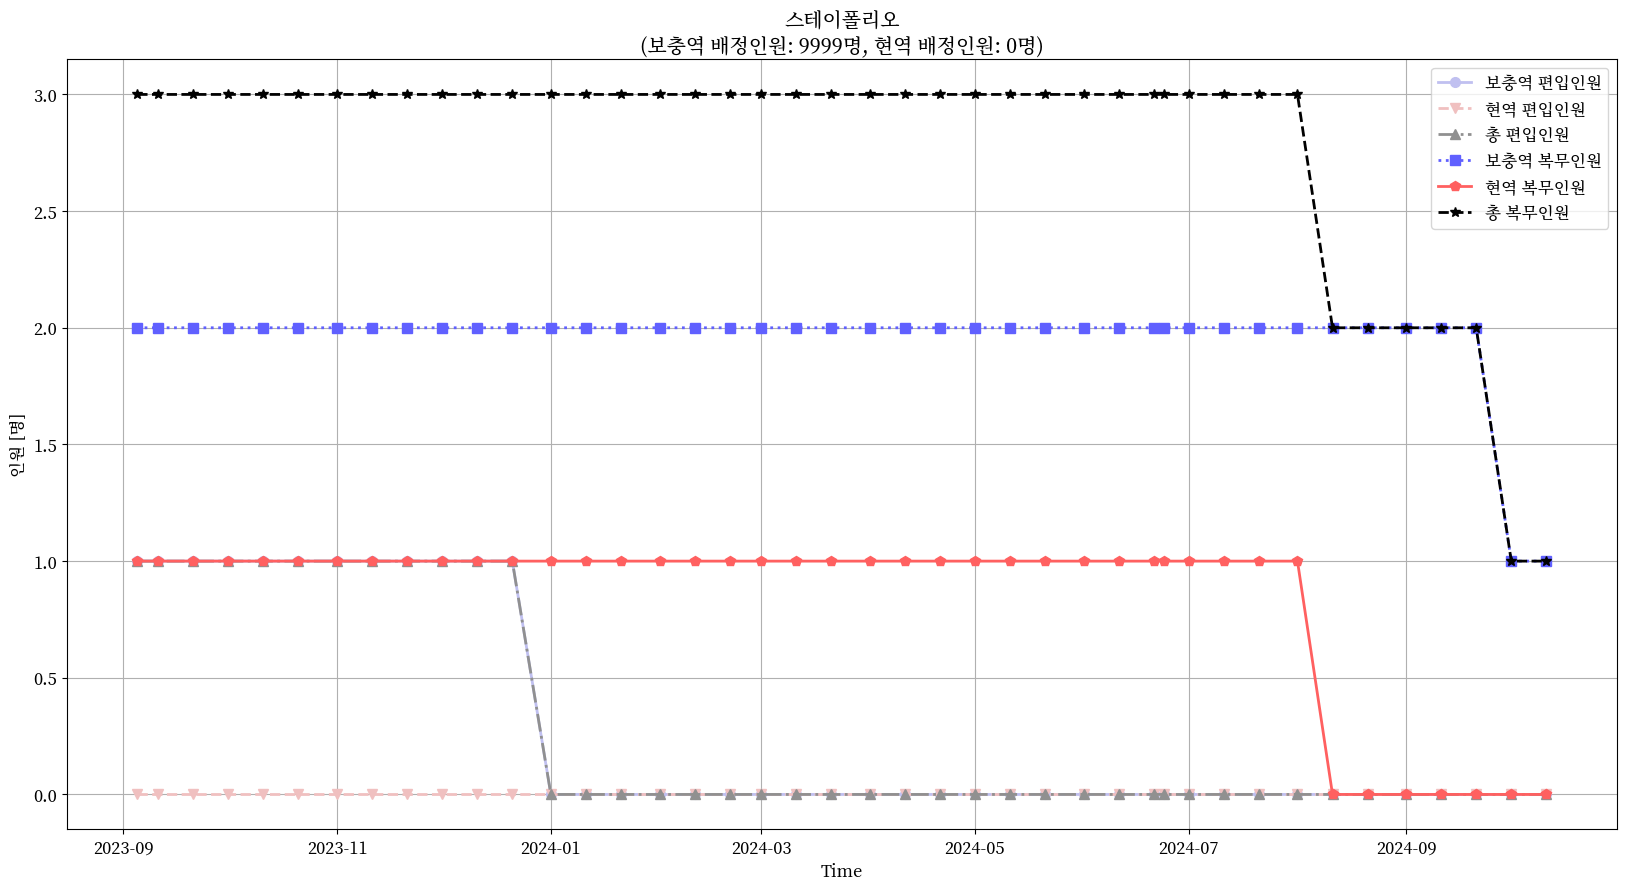 스테이폴리오
(보충역 배정인원: 9999명, 현역 배정인원: 0명)
보충역 편입인원
현역 편입인원
총 편입인원
보충역 복무인원
현역 복무인원
총 복무인원
인원 [명]
3.0
2.5
2.0
1.5
1.0
0.5
0.0
2023-09
2023-11
2024-01
2024-03
2024-05
2024-07
2024-09
Time